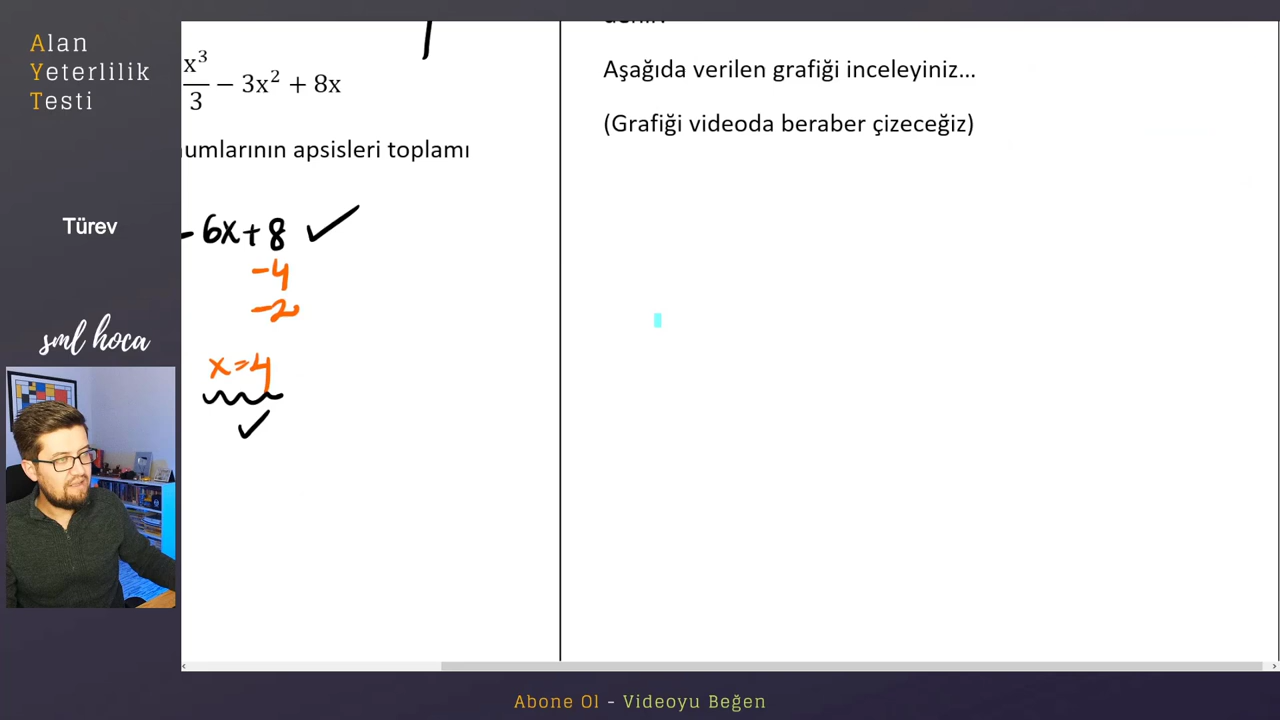 Alan
Yeterlilik
Testi
Türev
sml hoca
x³/3 − 3x² + 8x
umlarının apsisleri toplamı
- 6x + 8 ✓
-4
-2
x=4
✓
Aşağıda verilen grafiği inceleyiniz...
(Grafiği videoda beraber çizeceğiz)
Abone Ol - Videoyu Beğen